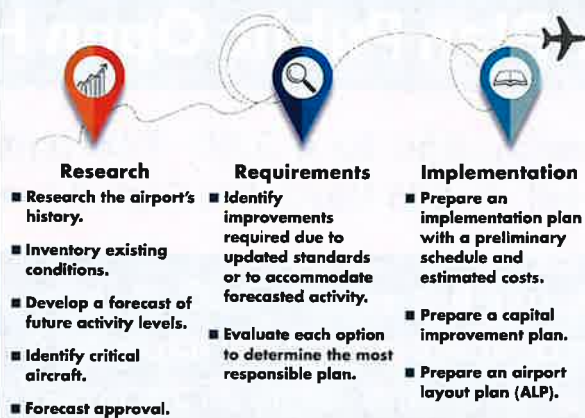 Research
■ Research the airport's
history.
■ Inventory existing
conditions.
■ Develop a forecast of
future activity levels.
■ Identify critical
aircraft.
■ Forecast approval.
Requirements
■ Identify
improvements
required due to
updated standards
or to accommodate
forecasted activity.
■ Evaluate each option
to determine the most
responsible plan.
Implementation
■ Prepare an
implementation plan
with a preliminary
schedule and
estimated costs.
■ Prepare a capital
improvement plan.
■ Prepare an airport
layout plan (ALP).